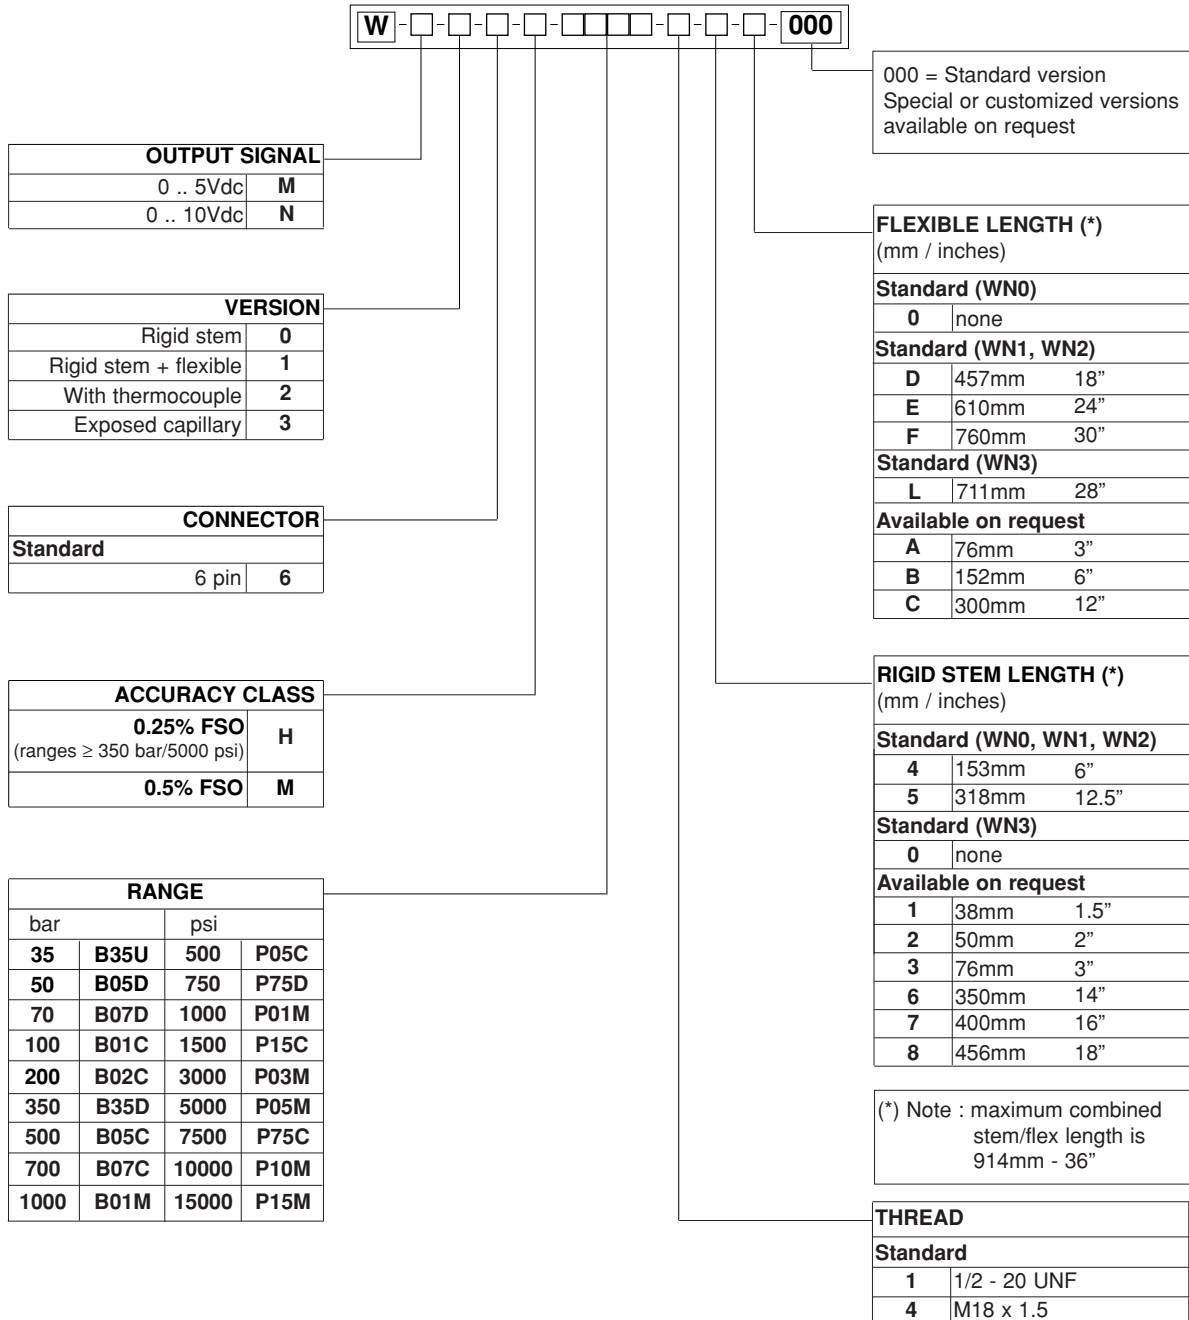 W - □ - □ - □ - □ - □□□□ - □ - □ - □ - 000
000 = Standard version
Special or customized versions
available on request
OUTPUT SIGNAL
0 .. 5Vdc M
0 .. 10Vdc N
VERSION
Rigid stem 0
Rigid stem + flexible 1
With thermocouple 2
Exposed capillary 3
CONNECTOR
Standard
6 pin 6
ACCURACY CLASS
0.25% FSO H
(ranges ≥ 350 bar/5000 psi)
0.5% FSO M
RANGE
bar psi
35 B35U 500 P05C
50 B05D 750 P75D
70 B07D 1000 P01M
100 B01C 1500 P15C
200 B02C 3000 P03M
350 B35D 5000 P05M
500 B05C 7500 P75C
700 B07C 10000 P10M
1000 B01M 15000 P15M
FLEXIBLE LENGTH (*)
(mm / inches)
Standard (WN0)
0 none
Standard (WN1, WN2)
D 457mm 18”
E 610mm 24”
F 760mm 30”
Standard (WN3)
L 711mm 28”
Available on request
A 76mm 3”
B 152mm 6”
C 300mm 12”
RIGID STEM LENGTH (*)
(mm / inches)
Standard (WN0, WN1, WN2)
4 153mm 6”
5 318mm 12.5”
Standard (WN3)
0 none
Available on request
1 38mm 1.5”
2 50mm 2”
3 76mm 3”
6 350mm 14”
7 400mm 16”
8 456mm 18”
(*) Note : maximum combined
stem/flex length is
914mm - 36”
THREAD
Standard
1 1/2 - 20 UNF
4 M18 x 1.5